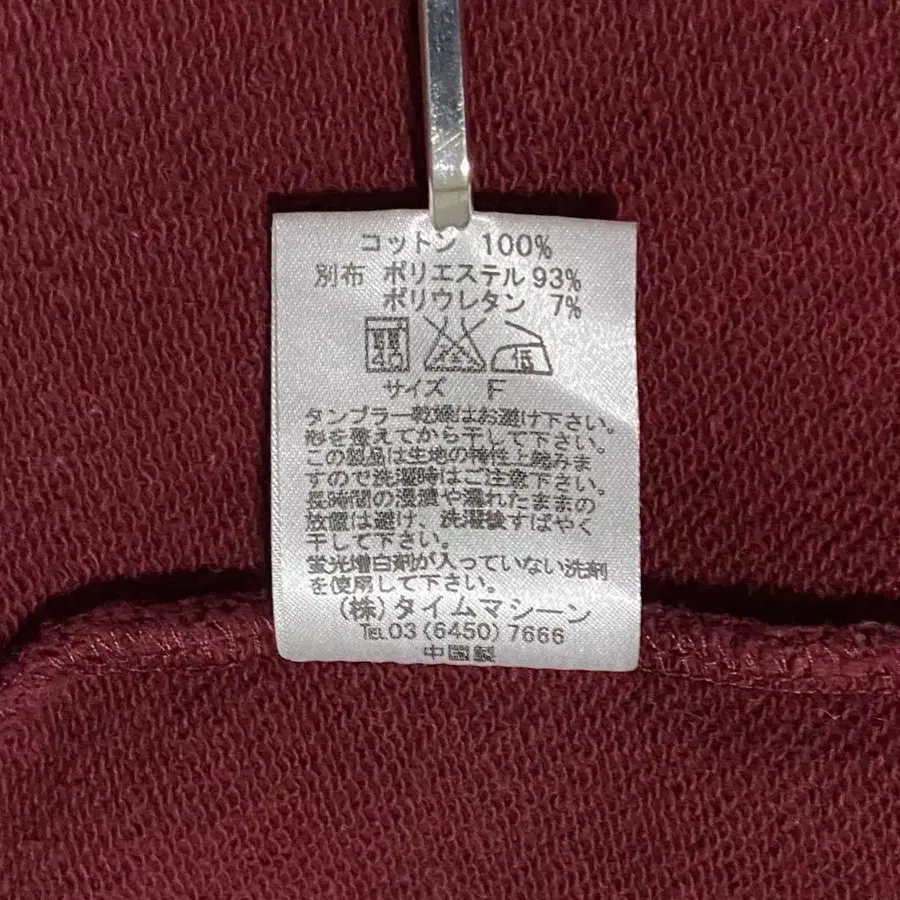 コットン 100%
別布 ポリエステル 93%
ポリウレタン 7%
40 低
サイズ F
タンブラー乾燥はお避け下さい。
形を整えてから干して下さい。
この製品は生地の特性上縮みま
すので洗濯時はご注意下さい。
長時間の浸漬や濡れたままの
放置は避け、洗濯後すばやく
干して下さい。
蛍光増白剤が入っていない洗剤
を使用して下さい。
(株)タイムマシーン
TEL 03 (6450) 7666
中国製